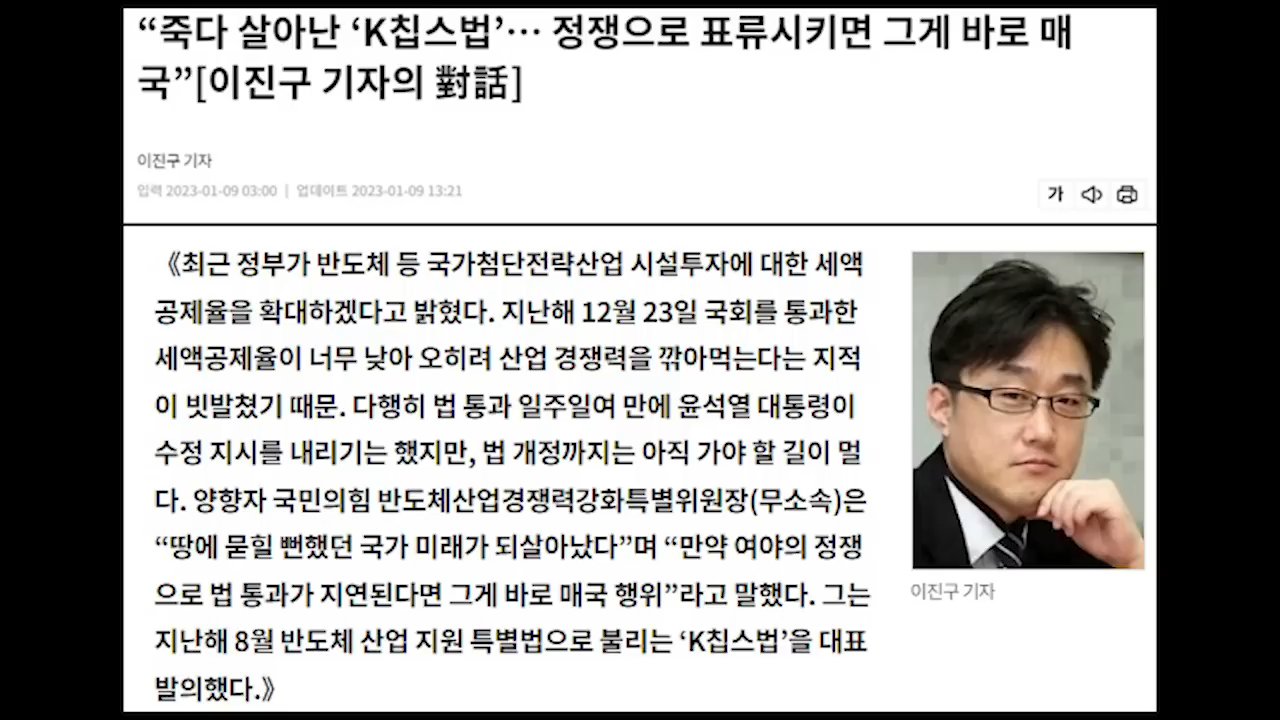 “죽다 살아난 ‘K칩스법’… 정쟁으로 표류시키면 그게 바로 매
국”[이진구 기자의 對話]
이진구 기자
입력 2023-01-09 03:00 | 업데이트 2023-01-09 13:21
가
《최근 정부가 반도체 등 국가첨단전략산업 시설투자에 대한 세액
공제율을 확대하겠다고 밝혔다. 지난해 12월 23일 국회를 통과한
세액공제율이 너무 낮아 오히려 산업 경쟁력을 깎아먹는다는 지적
이 빗발쳤기 때문. 다행히 법 통과 일주일여 만에 윤석열 대통령이
수정 지시를 내리기는 했지만, 법 개정까지는 아직 가야 할 길이 멀
다. 양향자 국민의힘 반도체산업경쟁력강화특별위원장(무소속)은
“땅에 묻힐 뻔했던 국가 미래가 되살아났다”며 “만약 여야의 정쟁
으로 법 통과가 지연된다면 그게 바로 매국 행위”라고 말했다. 그는
지난해 8월 반도체 산업 지원 특별법으로 불리는 ‘K칩스법’을 대표
발의했다.》
이진구 기자